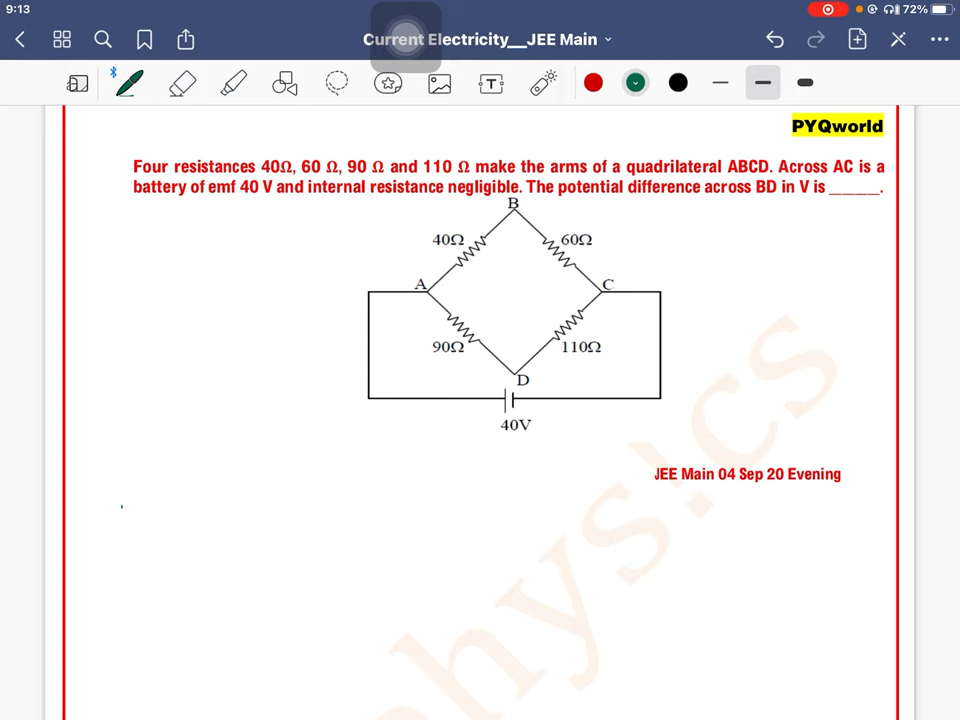 9:13
72%
Current Electricity__JEE Main
T
PYQworld
Four resistances 40Ω, 60 Ω, 90 Ω and 110 Ω make the arms of a quadrilateral ABCD. Across AC is a
battery of emf 40 V and internal resistance negligible. The potential difference across BD in V is _____.
B
40Ω
60Ω
A
C
90Ω
110Ω
D
40V
JEE Main 04 Sep 20 Evening
phys!cs